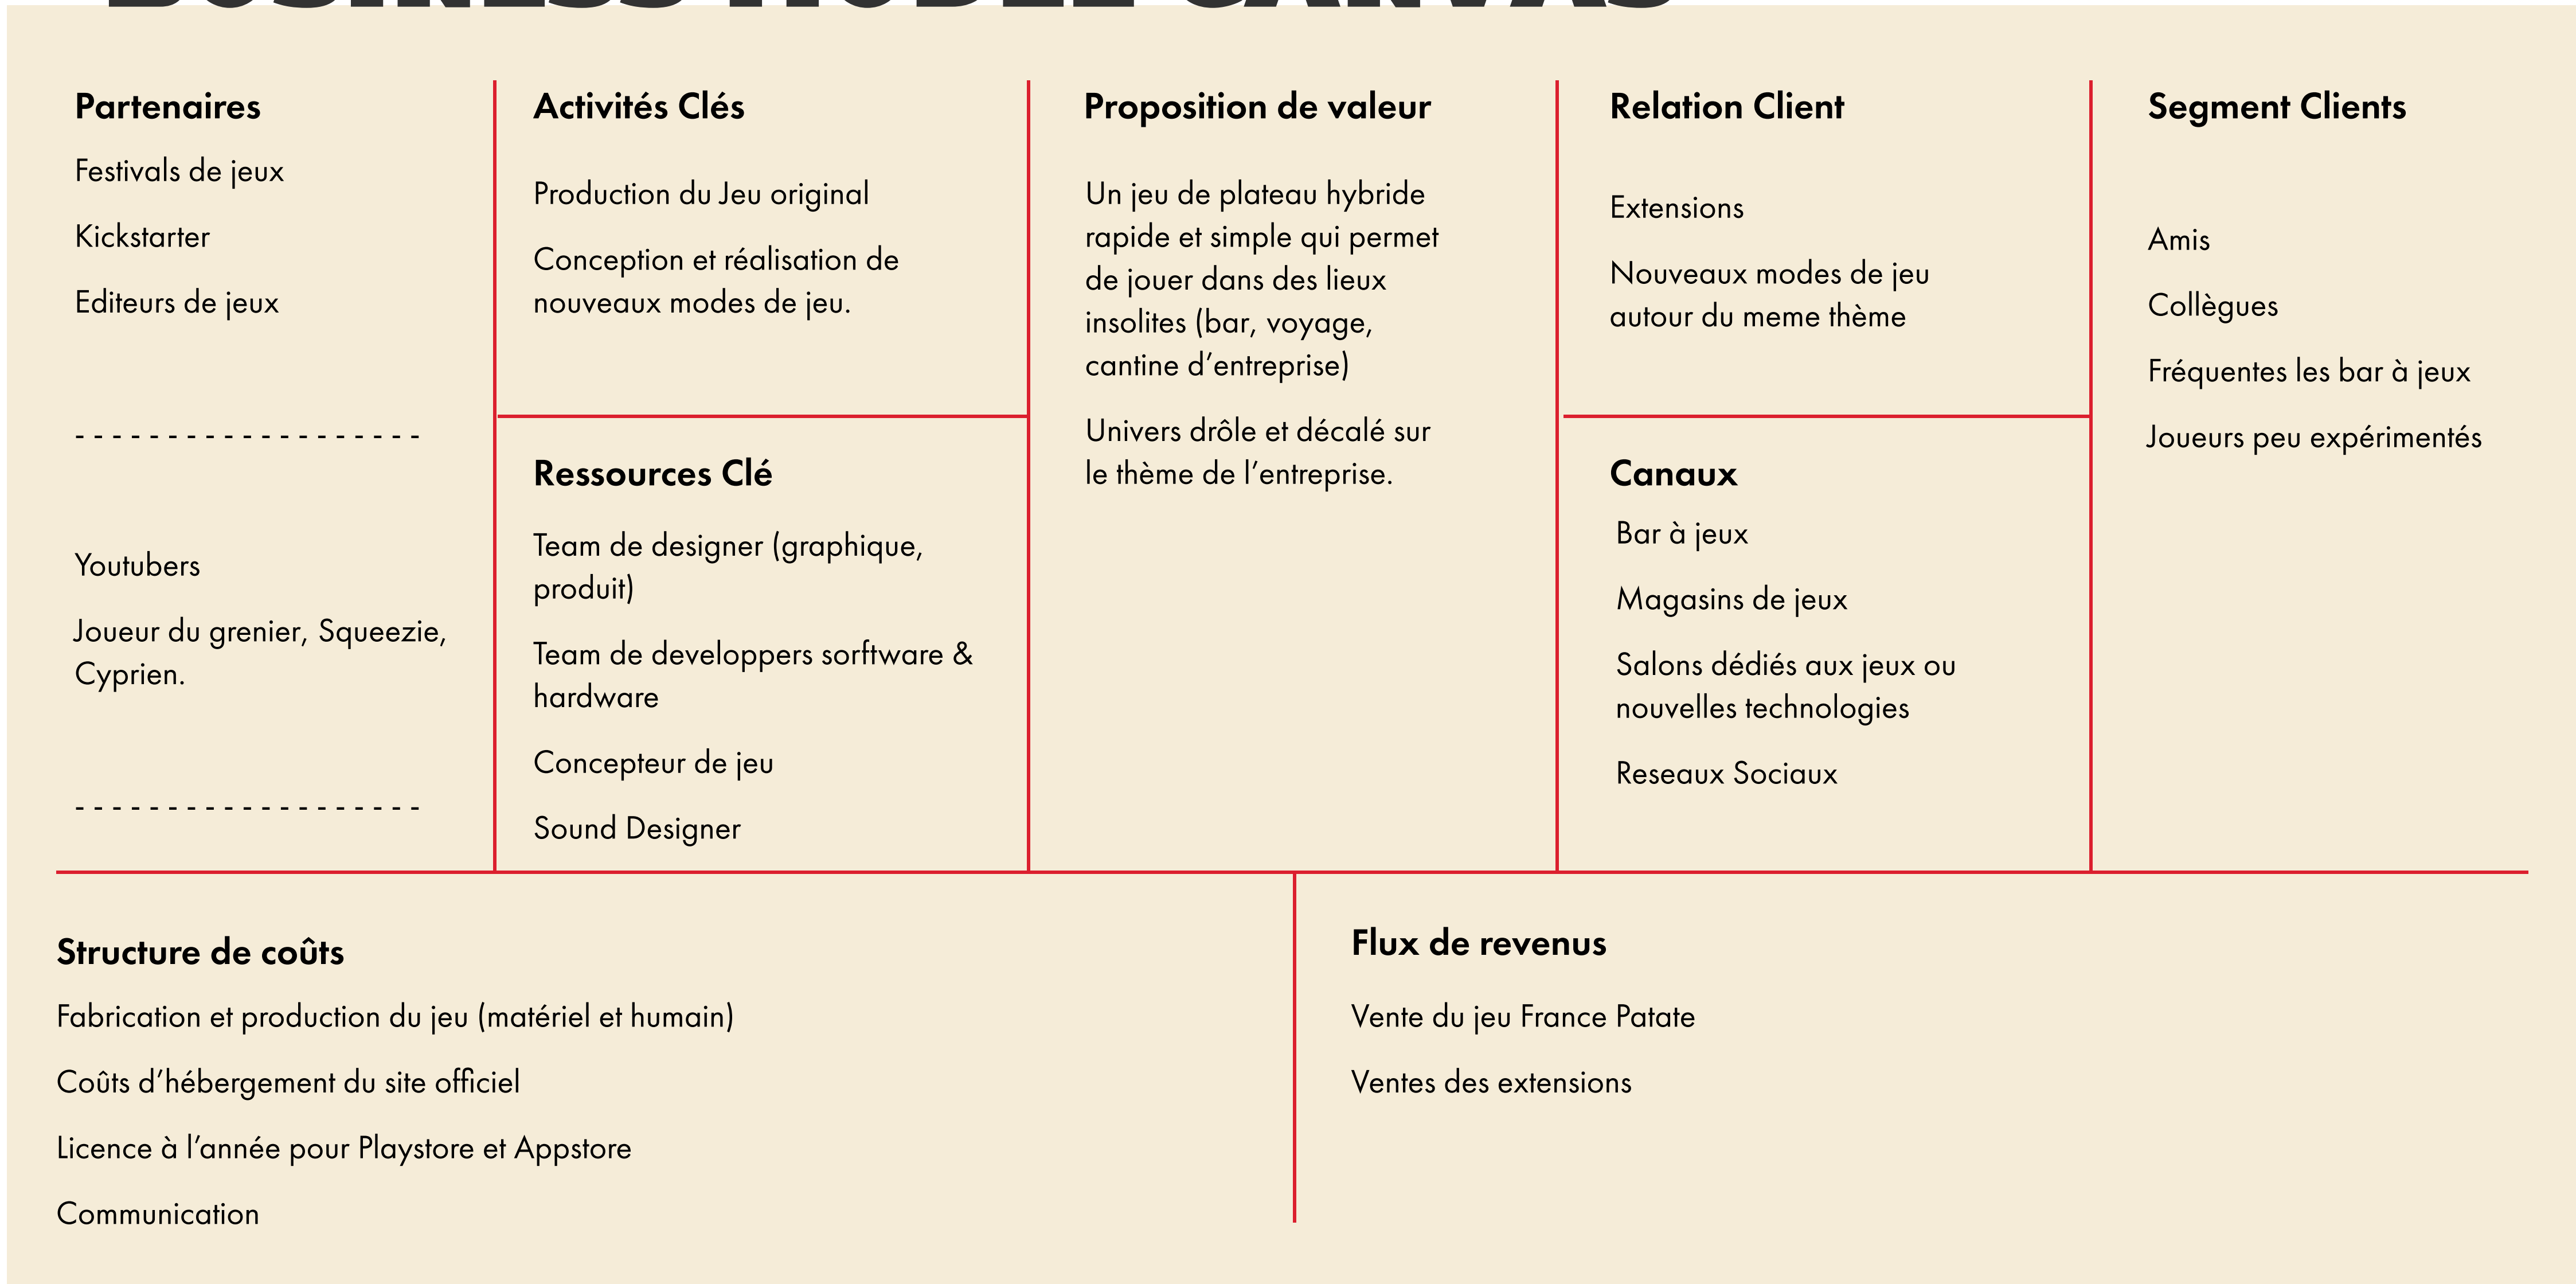 BUSINESS MODEL CANVAS
Partenaires
Festivals de jeux
Kickstarter
Editeurs de jeux
- - - - - - - - - - - - - - - - - - -
Youtubers
Joueur du grenier, Squeezie,
Cyprien.
- - - - - - - - - - - - - - - - - - -
Activités Clés
Production du Jeu original
Conception et réalisation de
nouveaux modes de jeu.
Ressources Clé
Team de designer (graphique,
produit)
Team de developpers sorftware &
hardware
Concepteur de jeu
Sound Designer
Proposition de valeur
Un jeu de plateau hybride
rapide et simple qui permet
de jouer dans des lieux
insolites (bar, voyage,
cantine d’entreprise)
Univers drôle et décalé sur
le thème de l’entreprise.
Relation Client
Extensions
Nouveaux modes de jeu
autour du meme thème
Canaux
Bar à jeux
Magasins de jeux
Salons dédiés aux jeux ou
nouvelles technologies
Reseaux Sociaux
Segment Clients
Amis
Collègues
Fréquentes les bar à jeux
Joueurs peu expérimentés
Structure de coûts
Fabrication et production du jeu (matériel et humain)
Coûts d’hébergement du site officiel
Licence à l’année pour Playstore et Appstore
Communication
Flux de revenus
Vente du jeu France Patate
Ventes des extensions